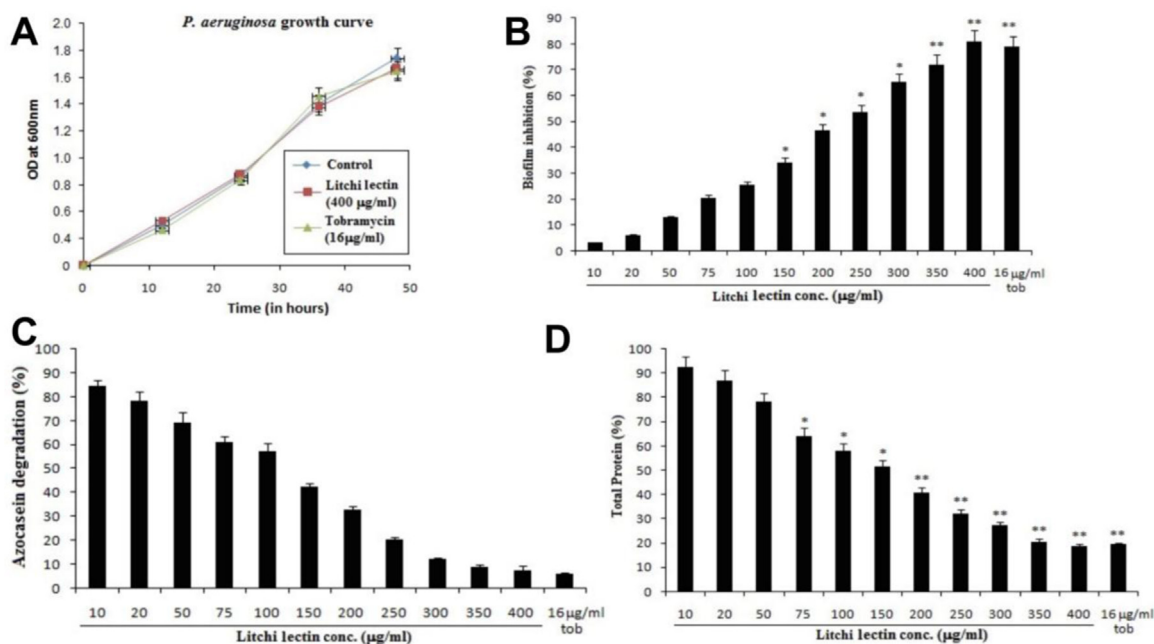 A
P. aeruginosa growth curve
OD at 600nm
2.0
1.8
1.6
1.4
1.2
1.0
0.8
0.6
0.4
0.2
0
0 10 20 30 40 50
Time (in hours)
Control
Litchi lectin
(400 µg/ml)
Tobramycin
(16µg/ml)
B
Biofilm inhibition (%)
90
80
70
60
50
40
30
20
10
0
* * * * ** ** **
10 20 50 75 100 150 200 250 300 350 400 16 µg/ml
tob
Litchi lectin conc. (µg/ml)
C
Azocasein degradation (%)
100
90
80
70
60
50
40
30
20
10
0
10 20 50 75 100 150 200 250 300 350 400 16 µg/ml
tob
Litchi lectin conc. (µg/ml)
D
Total Protein (%)
100
90
80
70
60
50
40
30
20
10
0
* * * ** ** ** ** ** **
10 20 50 75 100 150 200 250 300 350 400 16 µg/ml
tob
Litchi lectin conc. (µg/ml)